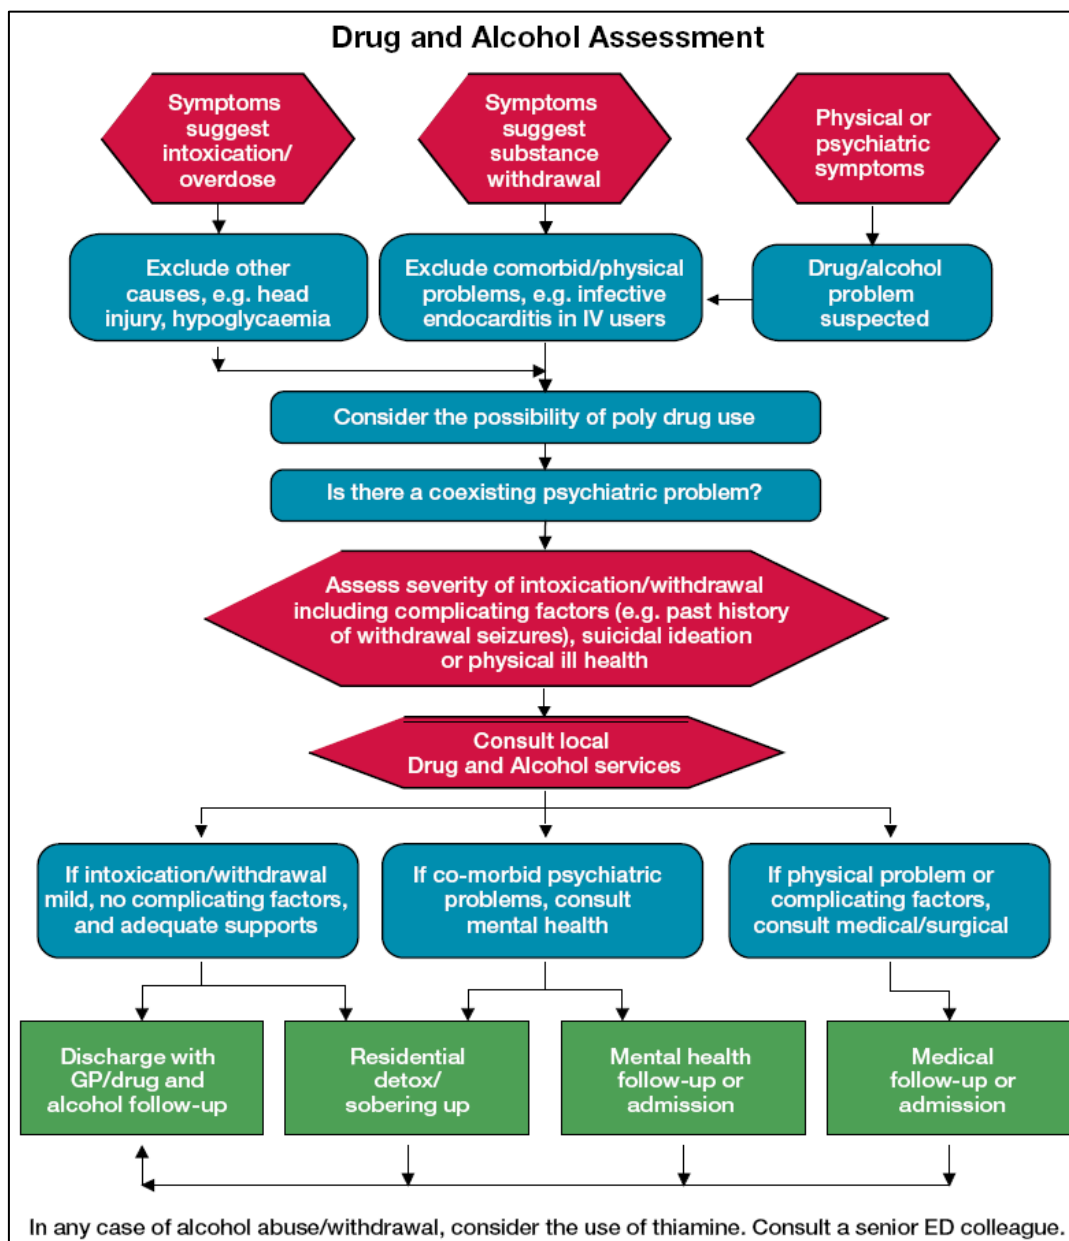 Drug and Alcohol Assessment
Symptoms
suggest
intoxication/
overdose
Symptoms
suggest
substance
withdrawal
Physical or
psychiatric
symptoms
Exclude other
causes, e.g. head
injury, hypoglycaemia
Exclude comorbid/physical
problems, e.g. infective
endocarditis in IV users
Drug/alcohol
problem
suspected
Consider the possibility of poly drug use
Is there a coexisting psychiatric problem?
Assess severity of intoxication/withdrawal
including complicating factors (e.g. past history
of withdrawal seizures), suicidal ideation
or physical ill health
Consult local
Drug and Alcohol services
If intoxication/withdrawal
mild, no complicating factors,
and adequate supports
If co-morbid psychiatric
problems, consult
mental health
If physical problem or
complicating factors,
consult medical/surgical
Discharge with
GP/drug and
alcohol follow-up
Residential
detox/
sobering up
Mental health
follow-up or
admission
Medical
follow-up or
admission
In any case of alcohol abuse/withdrawal, consider the use of thiamine. Consult a senior ED colleague.